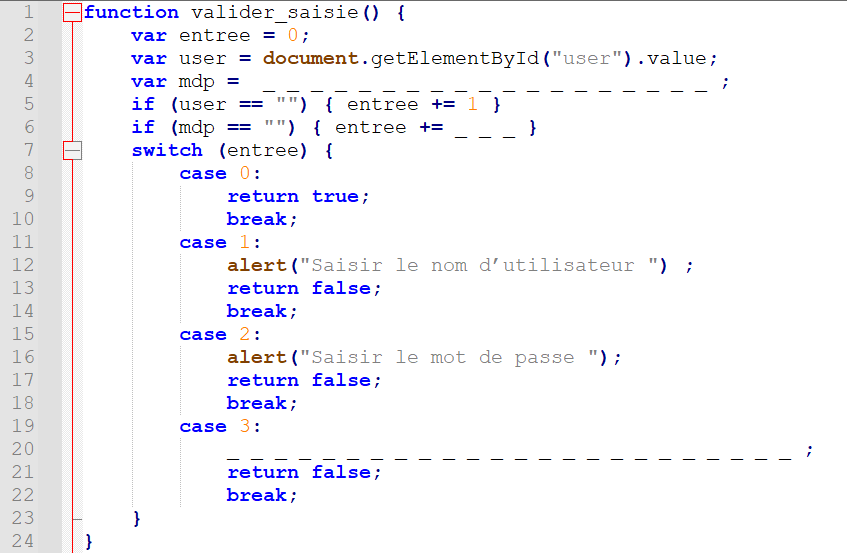 1 function valider_saisie() {
2 var entree = 0;
3 var user = document.getElementById("user").value;
4 var mdp = _ _ _ _ _ _ _ _ _ _ _ _ _ _ _ _ _ _ _ ;
5 if (user == "") { entree += 1 }
6 if (mdp == "") { entree += _ _ _ }
7 switch (entree) {
8 case 0:
9 return true;
10 break;
11 case 1:
12 alert("Saisir le nom d’utilisateur ") ;
13 return false;
14 break;
15 case 2:
16 alert("Saisir le mot de passe ");
17 return false;
18 break;
19 case 3:
20 _ _ _ _ _ _ _ _ _ _ _ _ _ _ _ _ _ _ _ _ _ _ _ _ ;
21 return false;
22 break;
23 }
24 }